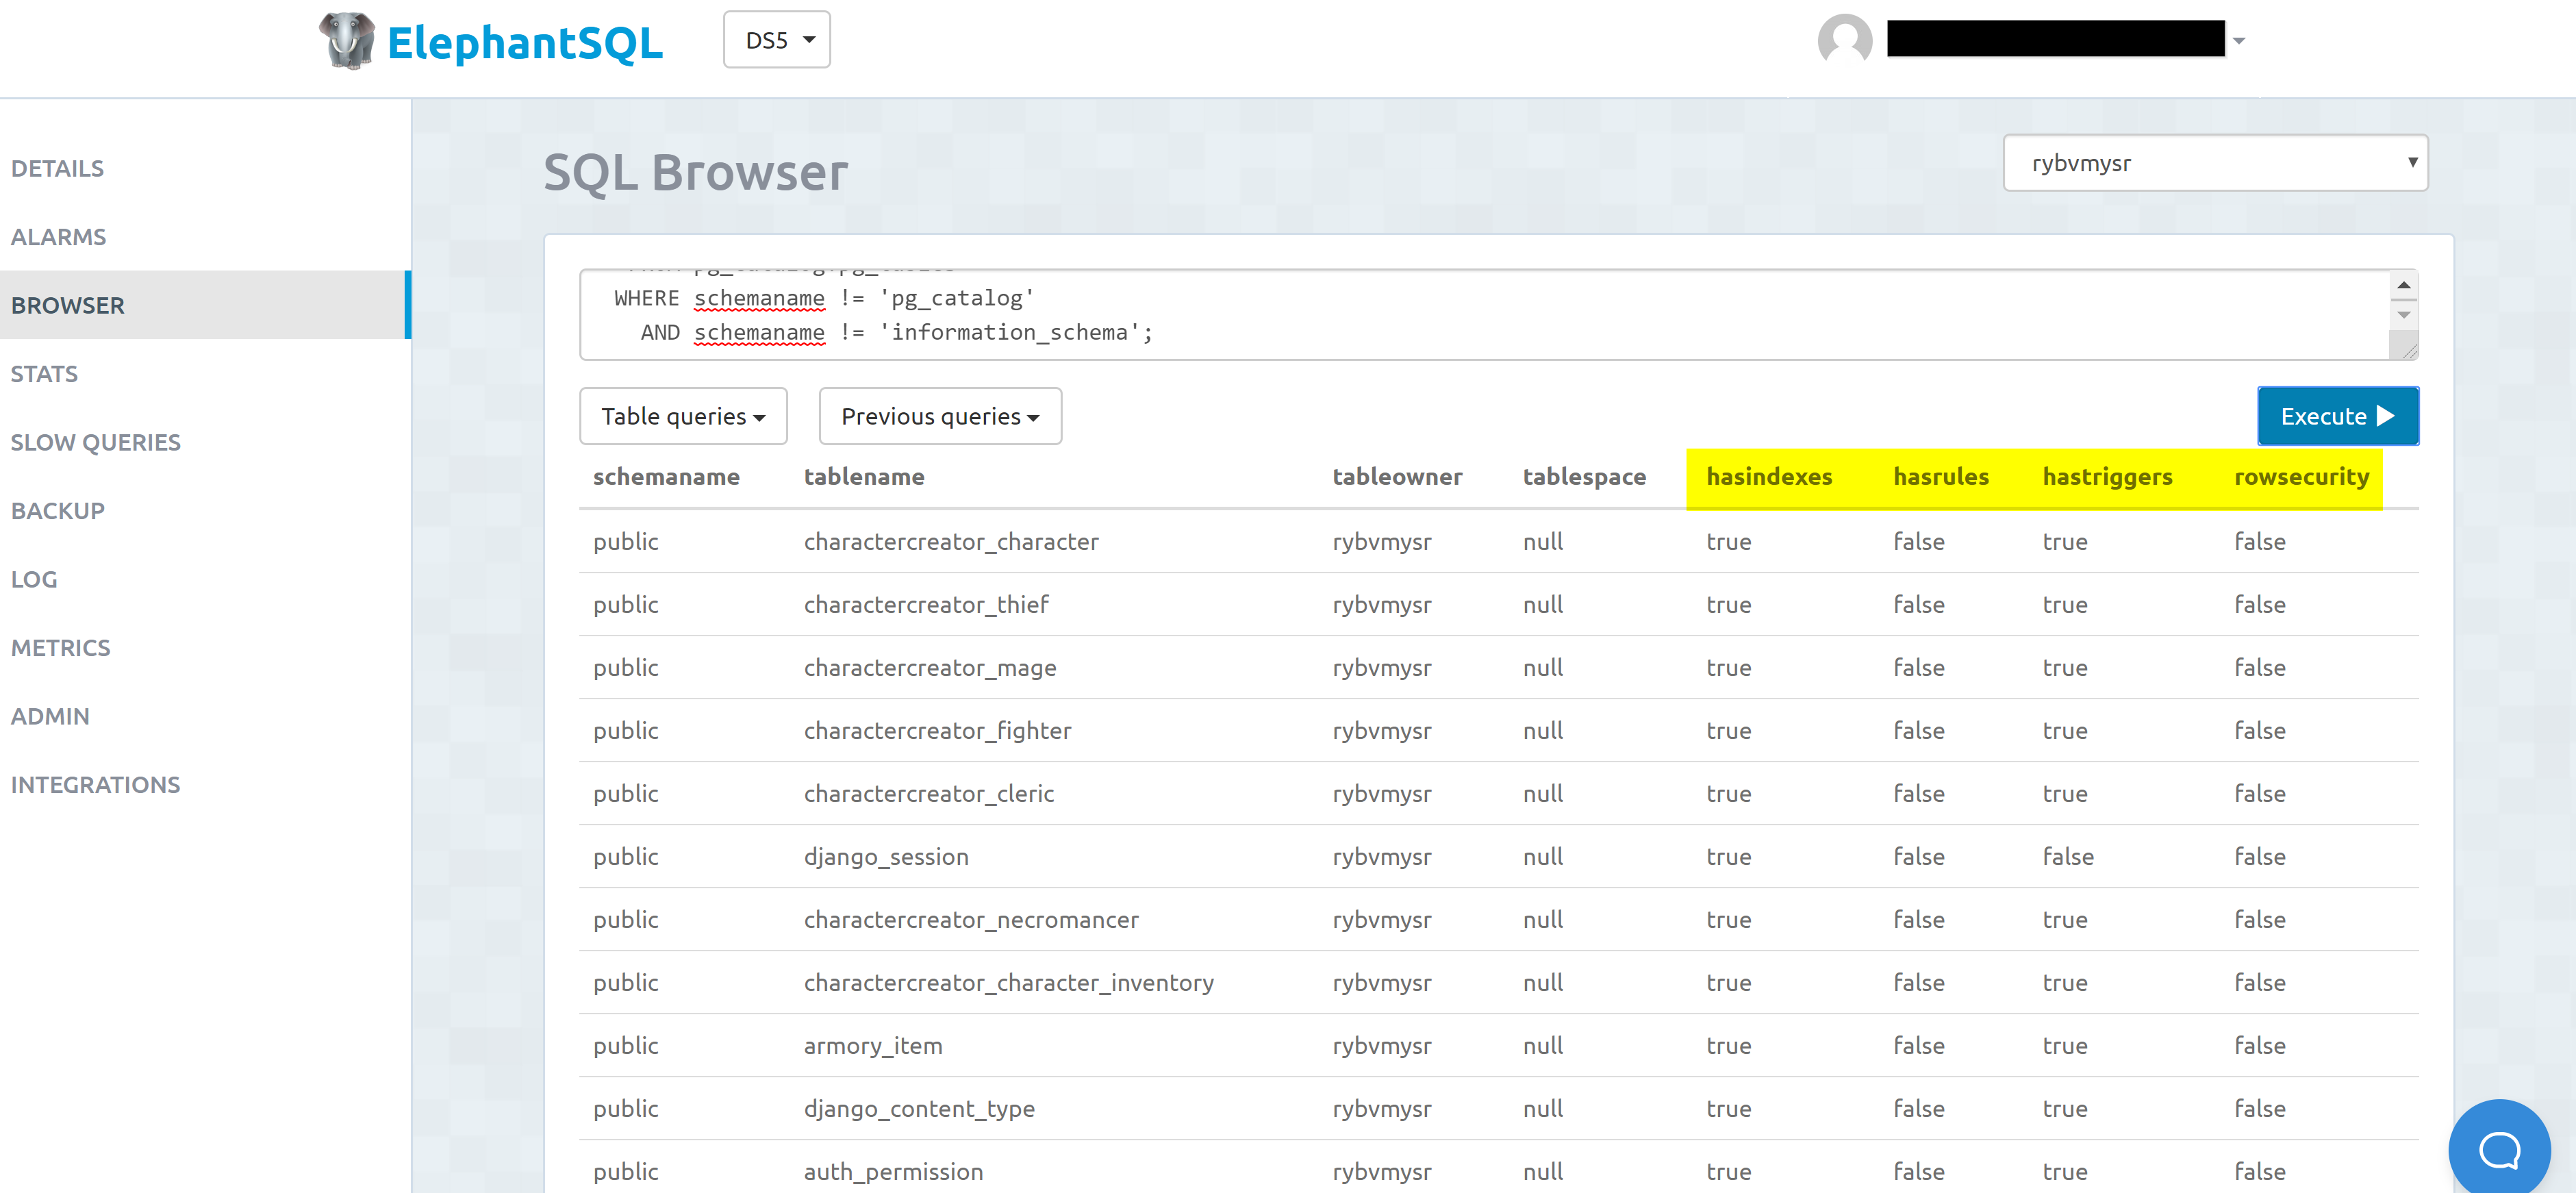 ElephantSQL DS5
DETAILS
ALARMS
BROWSER
STATS
SLOW QUERIES
BACKUP
LOG
METRICS
ADMIN
INTEGRATIONS
SQL Browser rybvmysr
WHERE schemaname != 'pg_catalog'
AND schemaname != 'information_schema';
Table queries Previous queries Execute
schemaname tablename tableowner tablespace hasindexes hasrules hastriggers rowsecurity
public charactercreator_character rybvmysr null true false true false
public charactercreator_thief rybvmysr null true false true false
public charactercreator_mage rybvmysr null true false true false
public charactercreator_fighter rybvmysr null true false true false
public charactercreator_cleric rybvmysr null true false true false
public django_session rybvmysr null true false false false
public charactercreator_necromancer rybvmysr null true false true false
public charactercreator_character_inventory rybvmysr null true false true false
public armory_item rybvmysr null true false true false
public django_content_type rybvmysr null true false true false
public auth_permission rybvmysr null true false true false